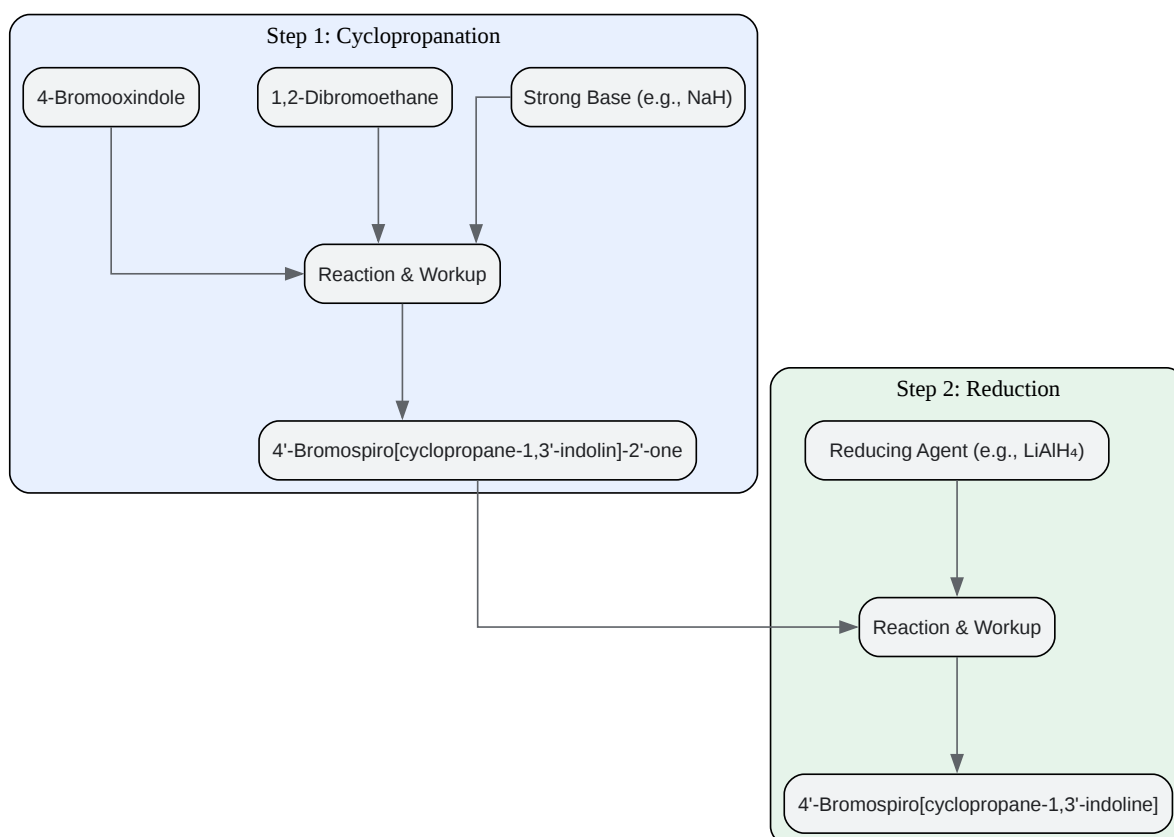 Step 1: Cyclopropanation
4-Bromooxindole
1,2-Dibromoethane
Strong Base (e.g., NaH)
Reaction & Workup
4'-Bromospiro[cyclopropane-1,3'-indolin]-2'-one
Step 2: Reduction
Reducing Agent (e.g., LiAlH₄)
Reaction & Workup
4'-Bromospiro[cyclopropane-1,3'-indoline]